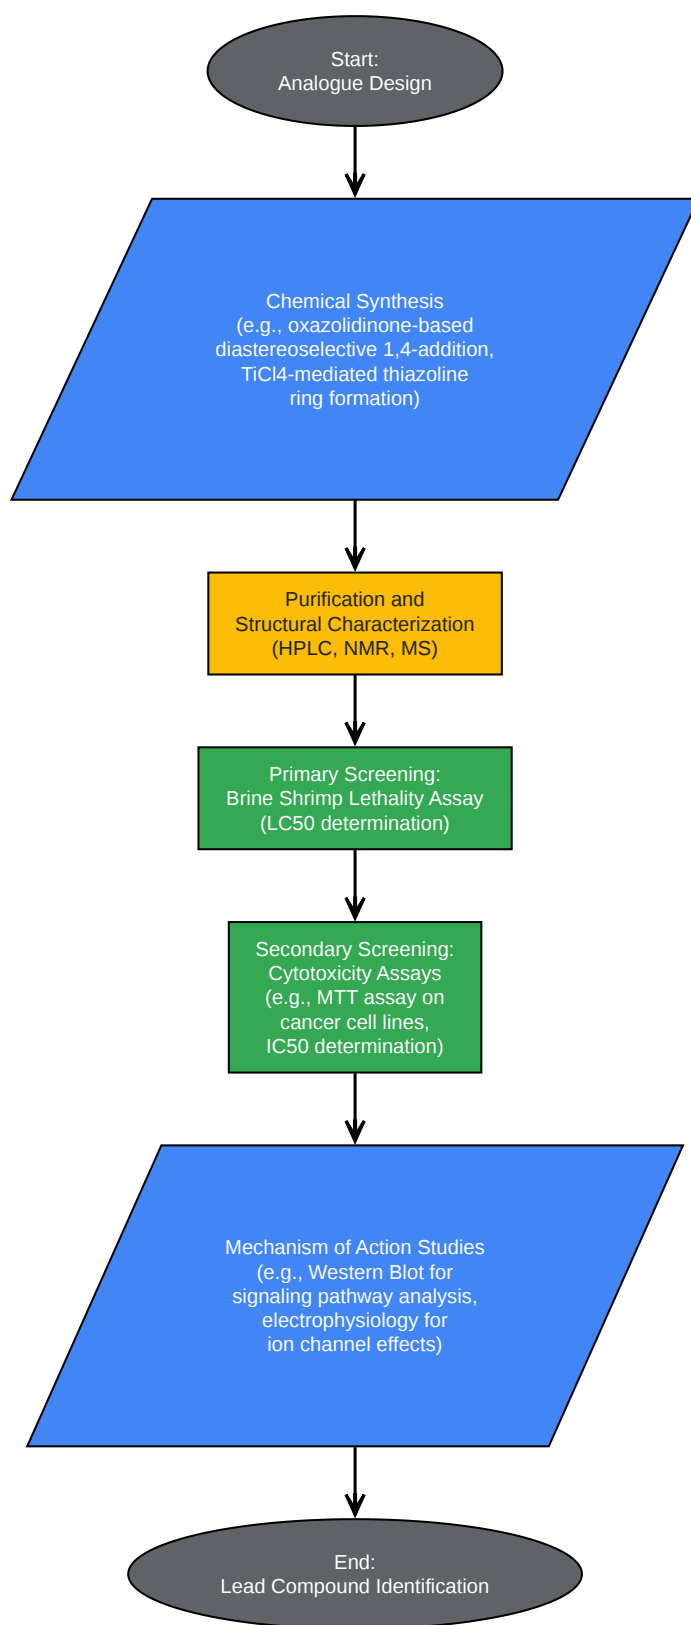 Start:
Analogue Design
Chemical Synthesis
(e.g., oxazolidinone-based
diastereoselective 1,4-addition,
TiCl4-mediated thiazoline
ring formation)
Purification and
Structural Characterization
(HPLC, NMR, MS)
Primary Screening:
Brine Shrimp Lethality Assay
(LC50 determination)
Secondary Screening:
Cytotoxicity Assays
(e.g., MTT assay on
cancer cell lines,
IC50 determination)
Mechanism of Action Studies
(e.g., Western Blot for
signaling pathway analysis,
electrophysiology for
ion channel effects)
End:
Lead Compound Identification